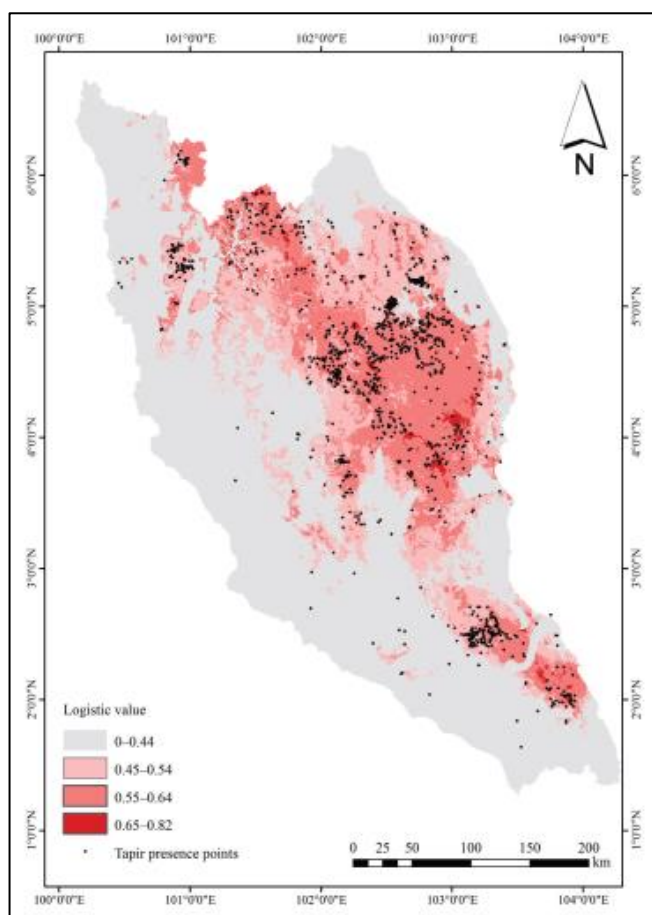 100°0'0"E 101°0'0"E 102°0'0"E 103°0'0"E 104°0'0"E
N
6°0'0"N 6°0'0"N
5°0'0"N 5°0'0"N
4°0'0"N 4°0'0"N
3°0'0"N 3°0'0"N
2°0'0"N 2°0'0"N
1°0'0"N 1°0'0"N
Logistic value
0–0.44
0.45–0.54
0.55–0.64
0.65–0.82
Tapir presence points
0 25 50 100 150 200
km
100°0'0"E 101°0'0"E 102°0'0"E 103°0'0"E 104°0'0"E